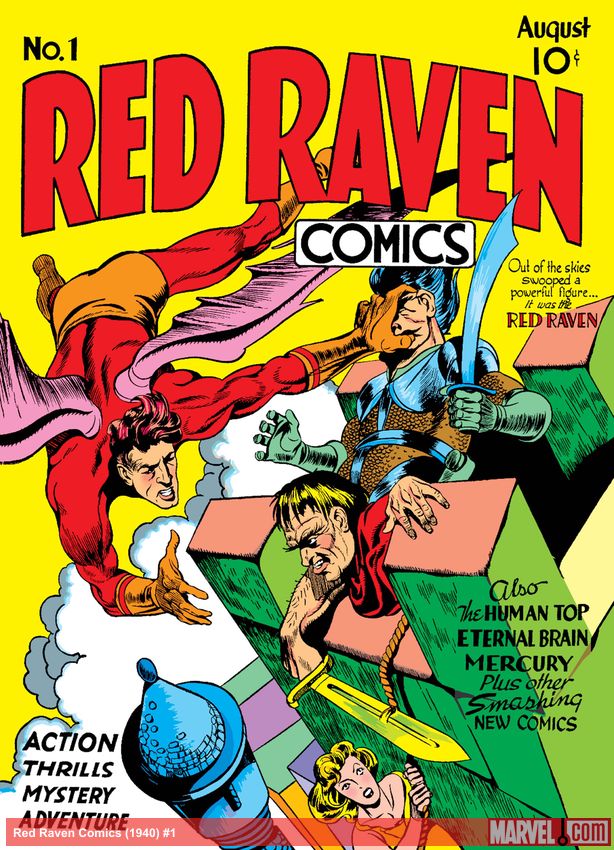 No. 1
August
10¢
RED RAVEN
COMICS
Out of the skies
swooped a
powerful figure...
it was the
RED RAVEN
Also
The HUMAN TOP
ETERNAL BRAIN
MERCURY
Plus other
Smashing
NEW COMICS
ACTION
THRILLS
MYSTERY
ADVENTURE
Red Raven Comics (1940) #1
MARVEL.com